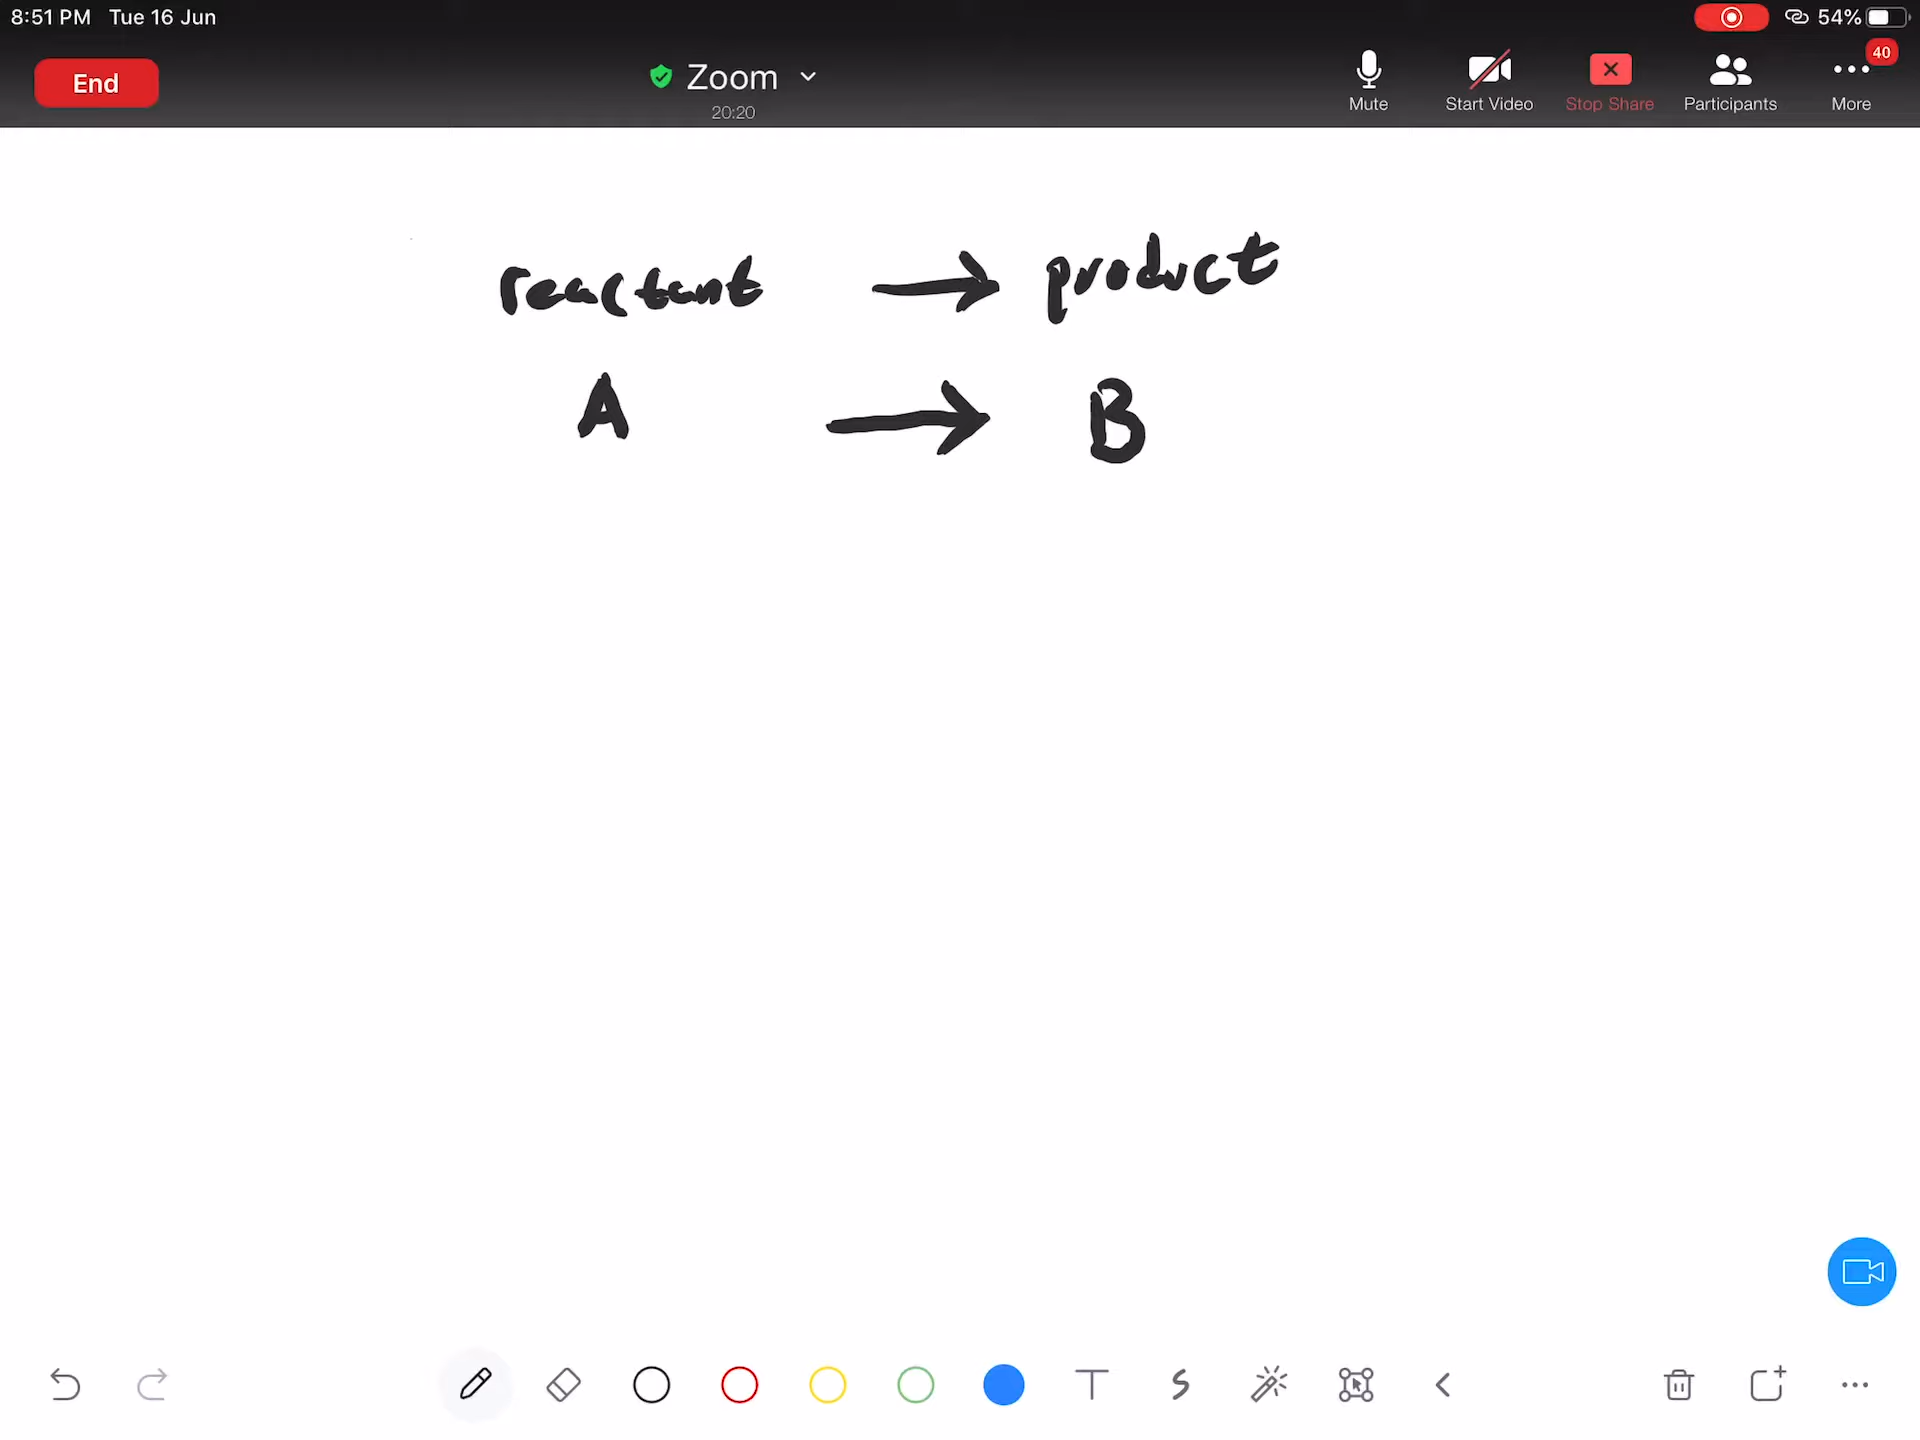 8:51 PM Tue 16 Jun
54%
End
Zoom
20:20
Mute
Start Video
Stop Share
Participants
More
40
reactant → product
A → B
T